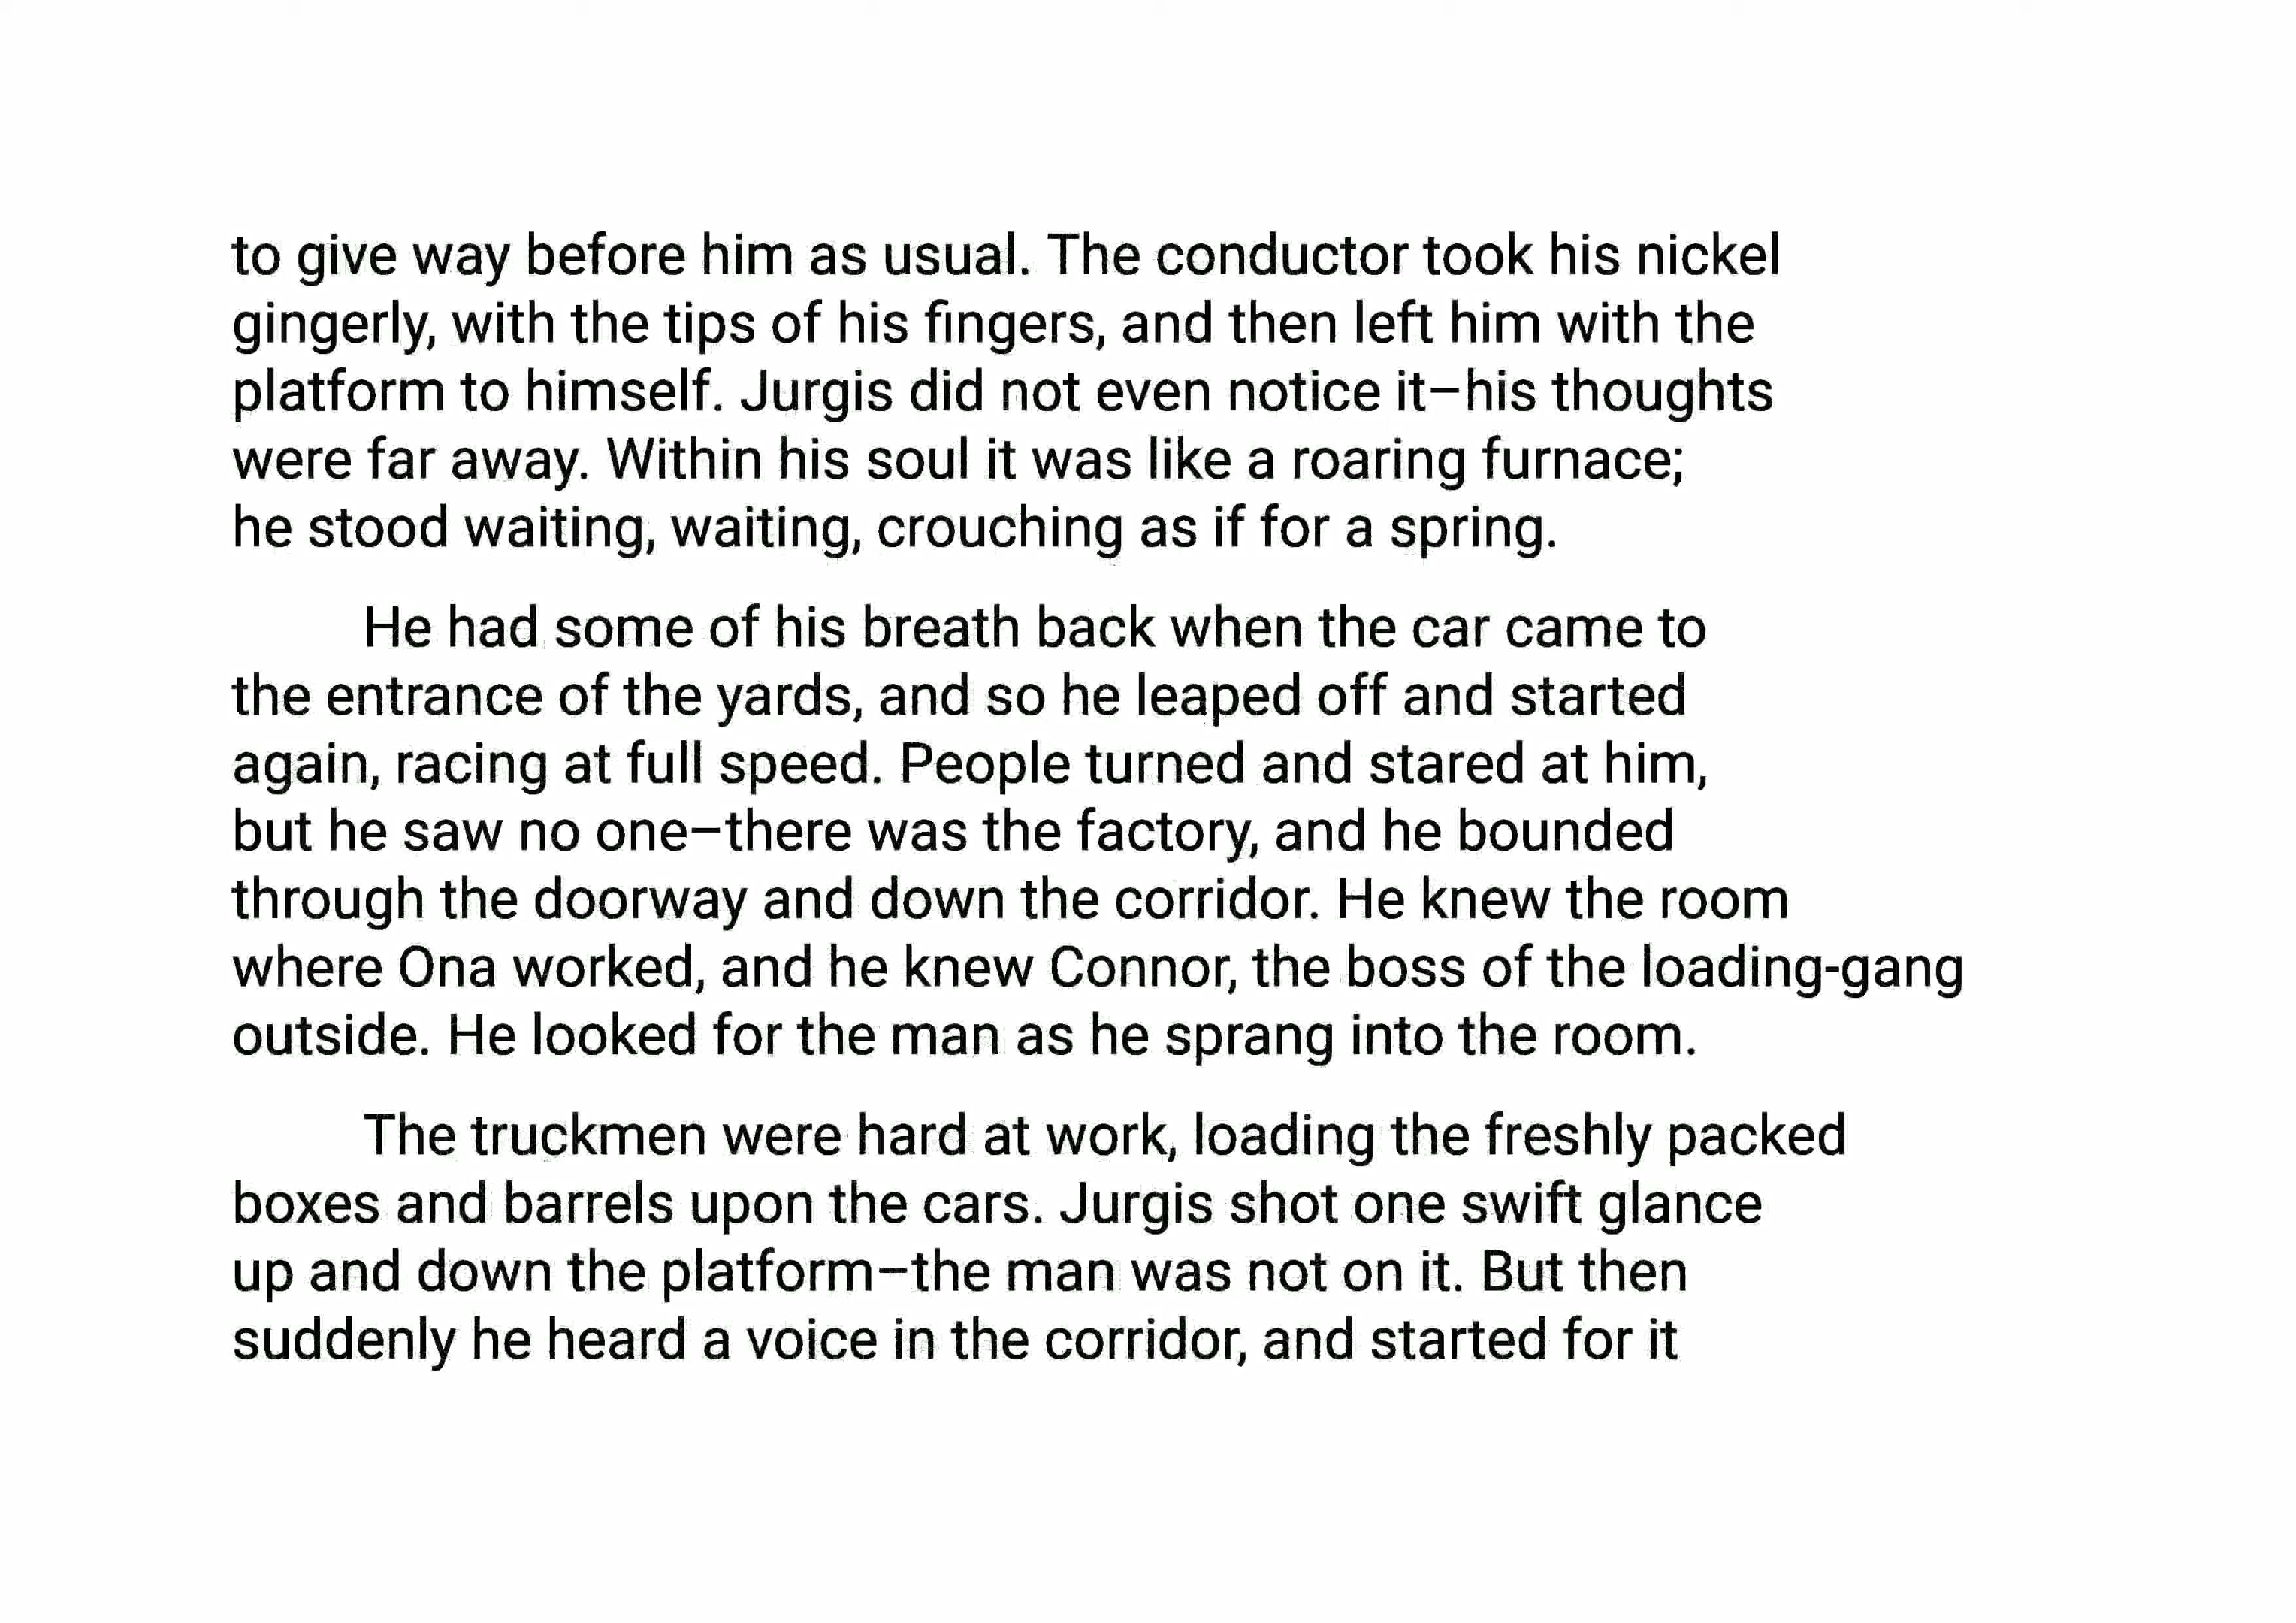 to give way before him as usual. The conductor took his nickel
gingerly, with the tips of his fingers, and then left him with the
platform to himself. Jurgis did not even notice it—his thoughts
were far away. Within his soul it was like a roaring furnace;
he stood waiting, waiting, crouching as if for a spring.
He had some of his breath back when the car came to
the entrance of the yards, and so he leaped off and started
again, racing at full speed. People turned and stared at him,
but he saw no one—there was the factory, and he bounded
through the doorway and down the corridor. He knew the room
where Ona worked, and he knew Connor, the boss of the loading-gang
outside. He looked for the man as he sprang into the room.
The truckmen were hard at work, loading the freshly packed
boxes and barrels upon the cars. Jurgis shot one swift glance
up and down the platform—the man was not on it. But then
suddenly he heard a voice in the corridor, and started for it